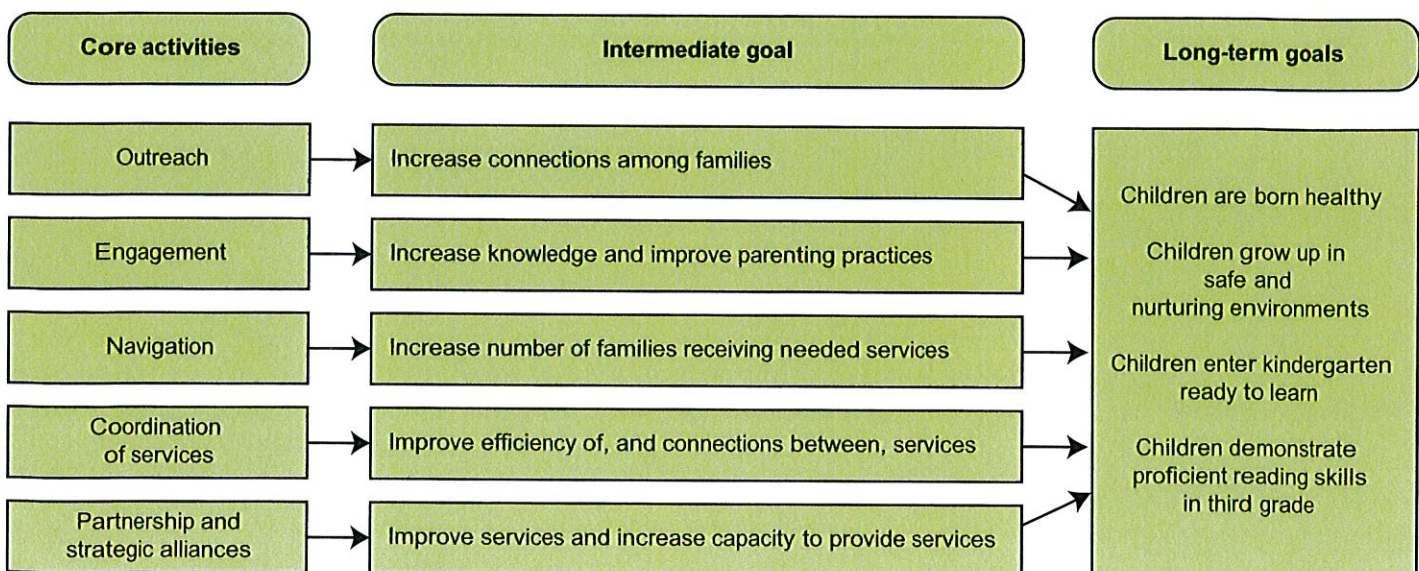 Core activities
Intermediate goal
Long-term goals
Outreach
Increase connections among families
Engagement
Increase knowledge and improve parenting practices
Navigation
Increase number of families receiving needed services
Coordination
of services
Improve efficiency of, and connections between, services
Partnership and
strategic alliances
Improve services and increase capacity to provide services
Children are born healthy
Children grow up in
safe and
nurturing environments
Children enter kindergarten
ready to learn
Children demonstrate
proficient reading skills
in third grade